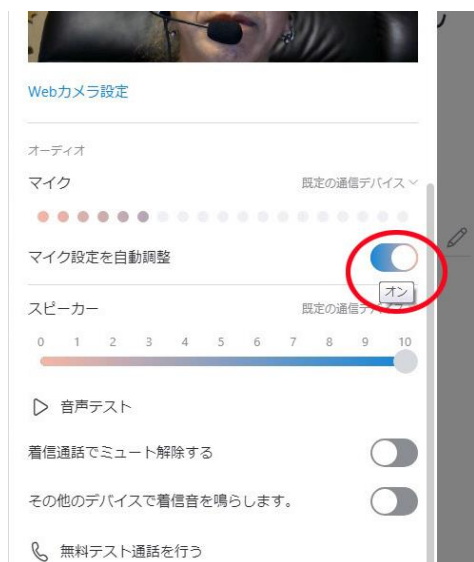 Webカメラ設定
オーディオ
マイク 既定の通信デバイス
マイク設定を自動調整
オン
スピーカー 既定の通信デバイス
0 1 2 3 4 5 6 7 8 9 10
音声テスト
着信通話でミュート解除する
その他のデバイスで着信音を鳴らします。
無料テスト通話を行う